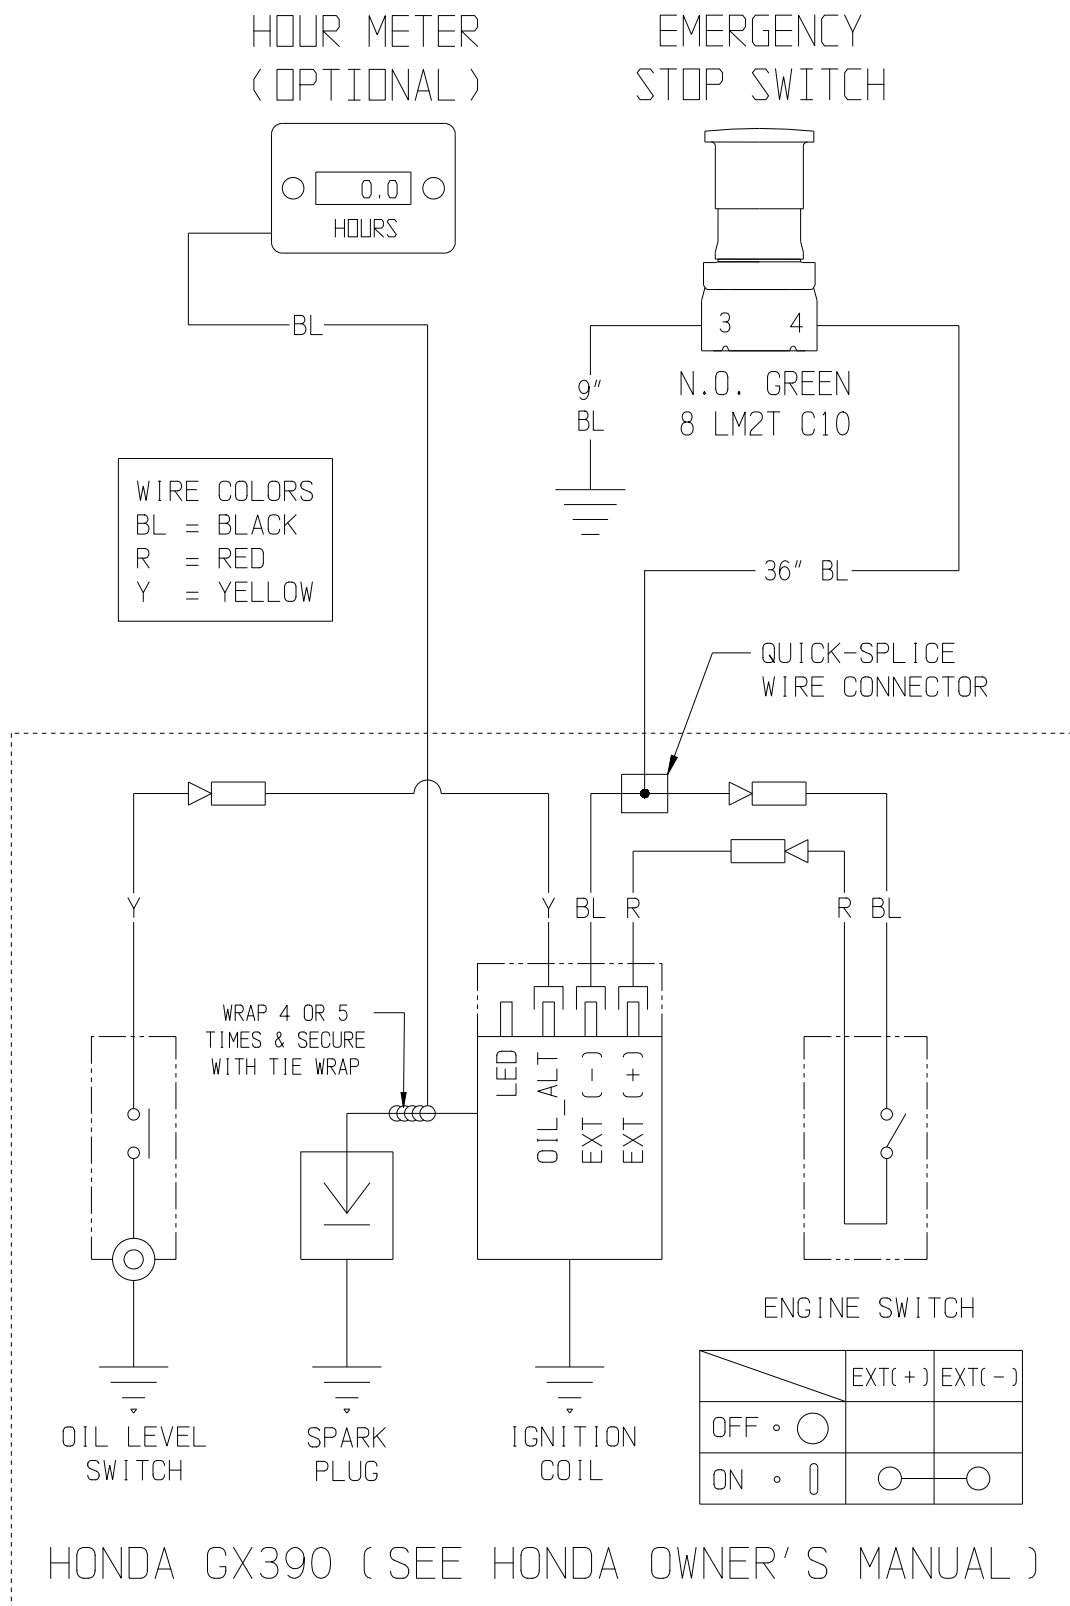 HOUR METER
(OPTIONAL)
0.0
HOURS
EMERGENCY
STOP SWITCH
3 4
N.O. GREEN
8 LM2T C10
BL
9"
BL
WIRE COLORS
BL = BLACK
R = RED
Y = YELLOW
36" BL
QUICK-SPLICE
WIRE CONNECTOR
Y
Y BL R
R BL
WRAP 4 OR 5
TIMES & SECURE
WITH TIE WRAP
LED
OIL_ALT
EXT (-)
EXT (+)
ENGINE SWITCH
EXT(+) EXT(-)
OFF
ON
OIL LEVEL
SWITCH
SPARK
PLUG
IGNITION
COIL
HONDA GX390 (SEE HONDA OWNER'S MANUAL)